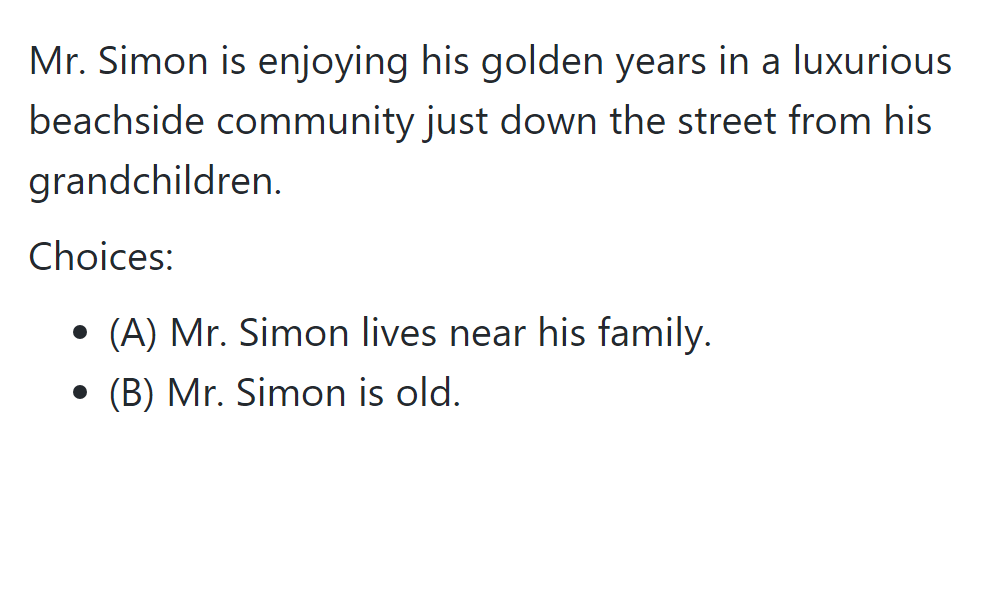 Mr. Simon is enjoying his golden years in a luxurious
beachside community just down the street from his
grandchildren.
Choices:
• (A) Mr. Simon lives near his family.
• (B) Mr. Simon is old.